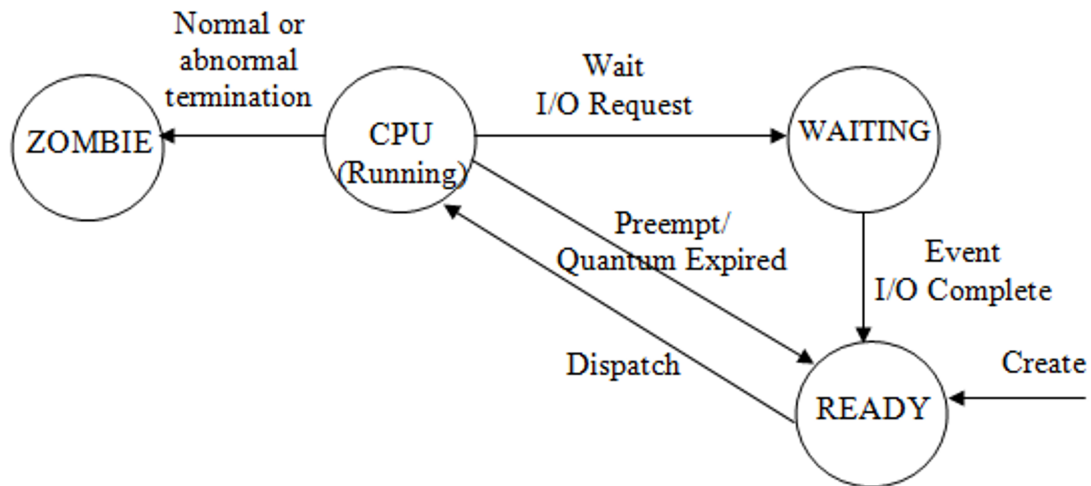 Normal or
abnormal
termination
Wait
I/O Request
ZOMBIE
CPU
(Running)
WAITING
Preempt/
Quantum Expired
Event
I/O Complete
Dispatch
Create
READY